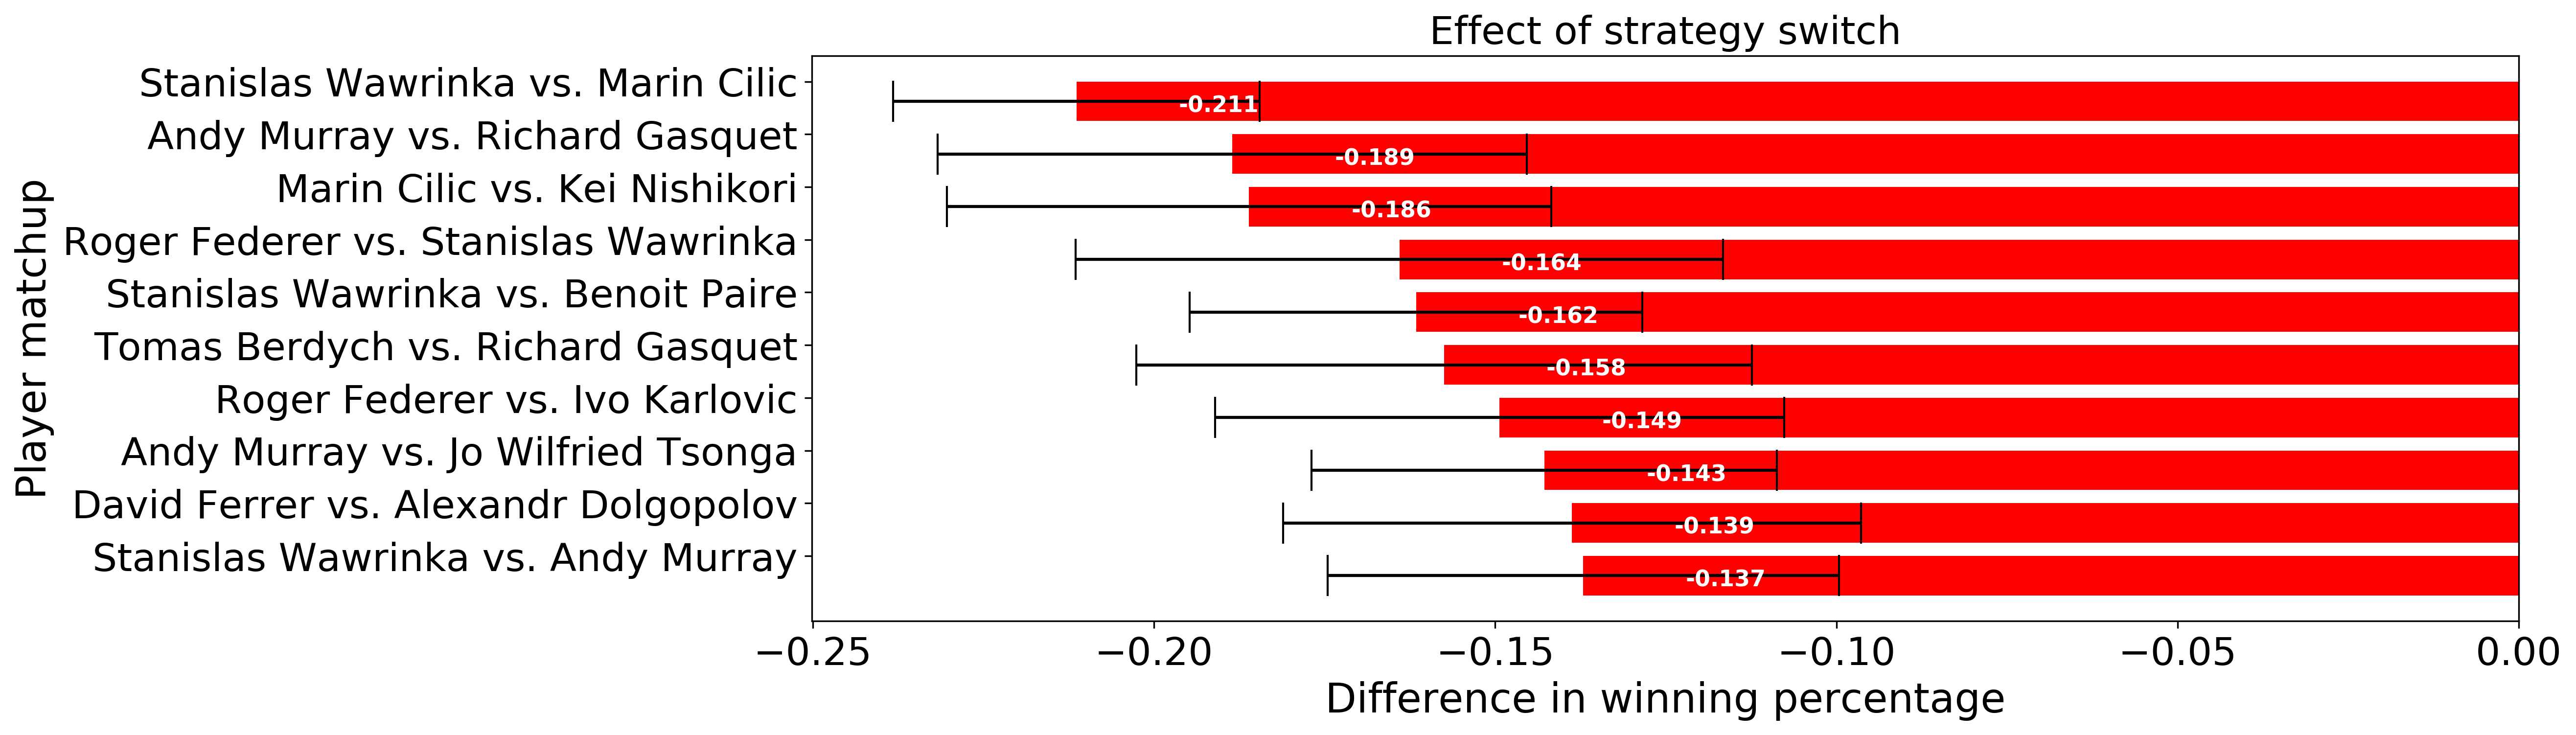 Effect of strategy switch
Player matchup
Stanislas Wawrinka vs. Marin Cilic
-0.211
Andy Murray vs. Richard Gasquet
-0.189
Marin Cilic vs. Kei Nishikori
-0.186
Roger Federer vs. Stanislas Wawrinka
-0.164
Stanislas Wawrinka vs. Benoit Paire
-0.162
Tomas Berdych vs. Richard Gasquet
-0.158
Roger Federer vs. Ivo Karlovic
-0.149
Andy Murray vs. Jo Wilfried Tsonga
-0.143
David Ferrer vs. Alexandr Dolgopolov
-0.139
Stanislas Wawrinka vs. Andy Murray
-0.137
−0.25 −0.20 −0.15 −0.10 −0.05 0.00
Difference in winning percentage